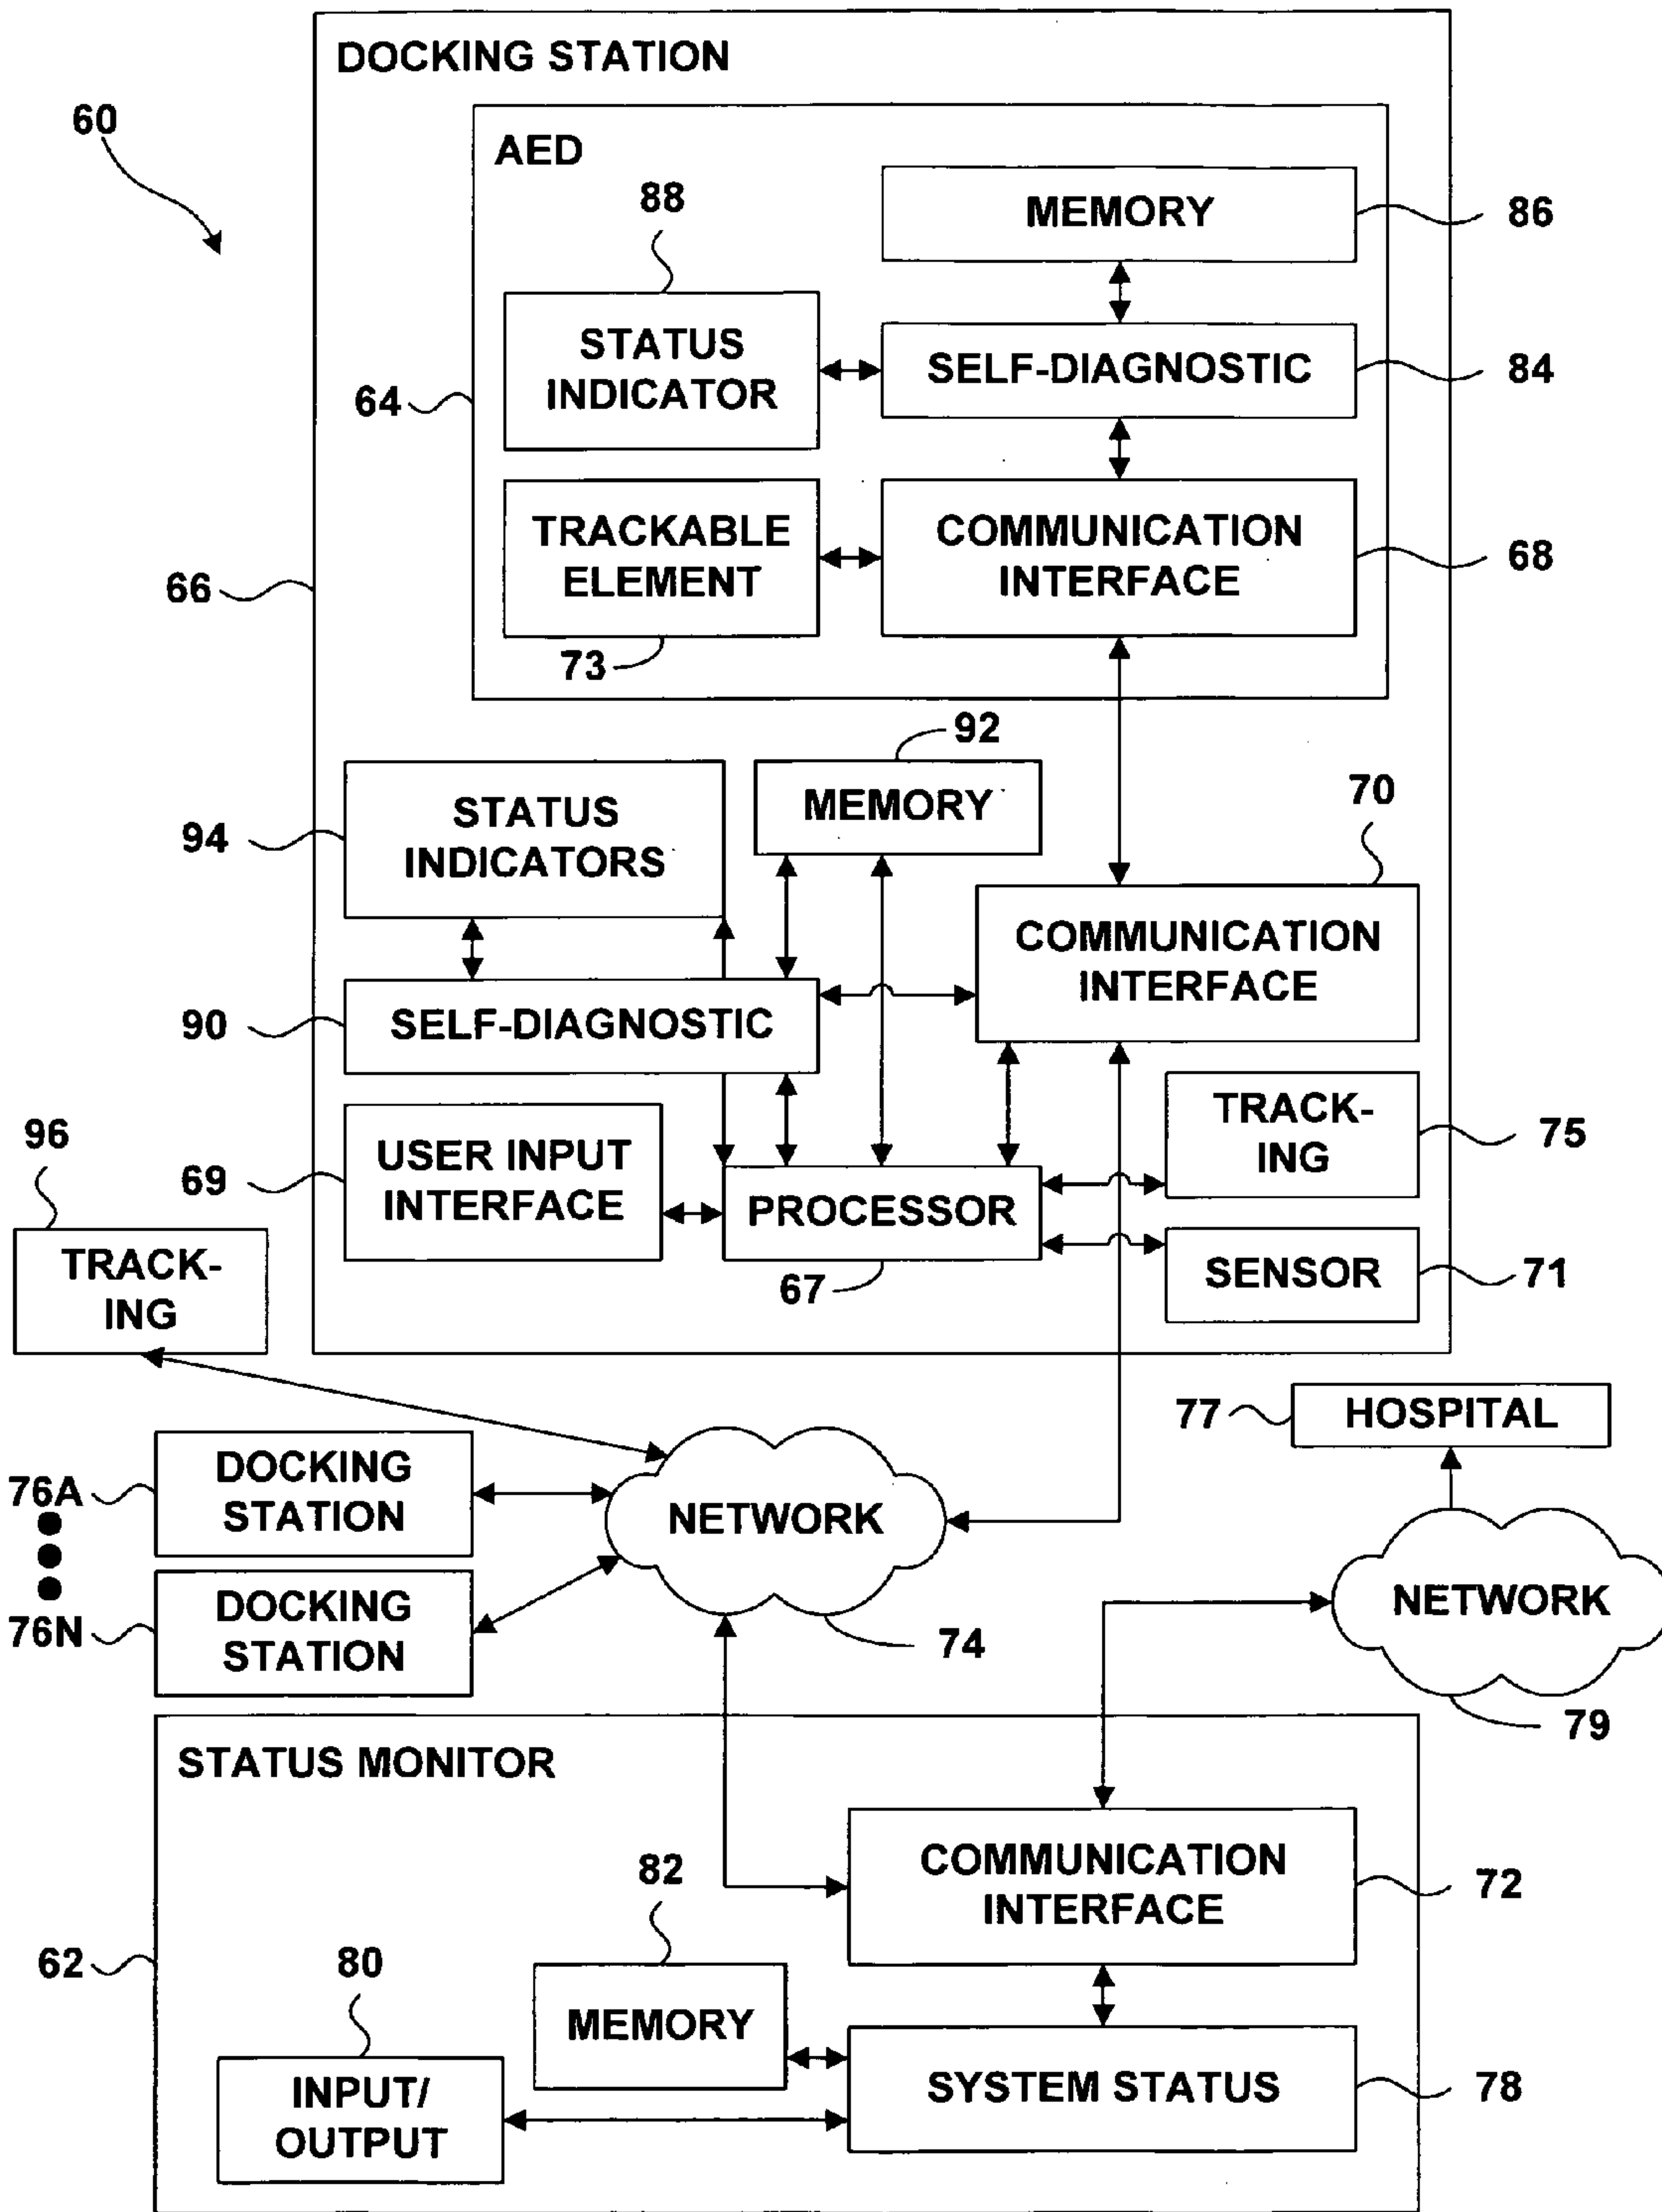 DOCKING STATION
60
AED
88
MEMORY
86
STATUS
INDICATOR
SELF-DIAGNOSTIC
84
64
TRACKABLE
ELEMENT
COMMUNICATION
INTERFACE
68
66
73
92
STATUS
INDICATORS
94
MEMORY
70
COMMUNICATION
INTERFACE
90
SELF-DIAGNOSTIC
TRACK-
ING
75
96
USER INPUT
INTERFACE
69
PROCESSOR
67
SENSOR
71
TRACK-
ING
77
HOSPITAL
76A
DOCKING
STATION
NETWORK
74
76N
DOCKING
STATION
NETWORK
79
STATUS MONITOR
COMMUNICATION
INTERFACE
72
82
62
80
MEMORY
SYSTEM STATUS
78
INPUT/
OUTPUT